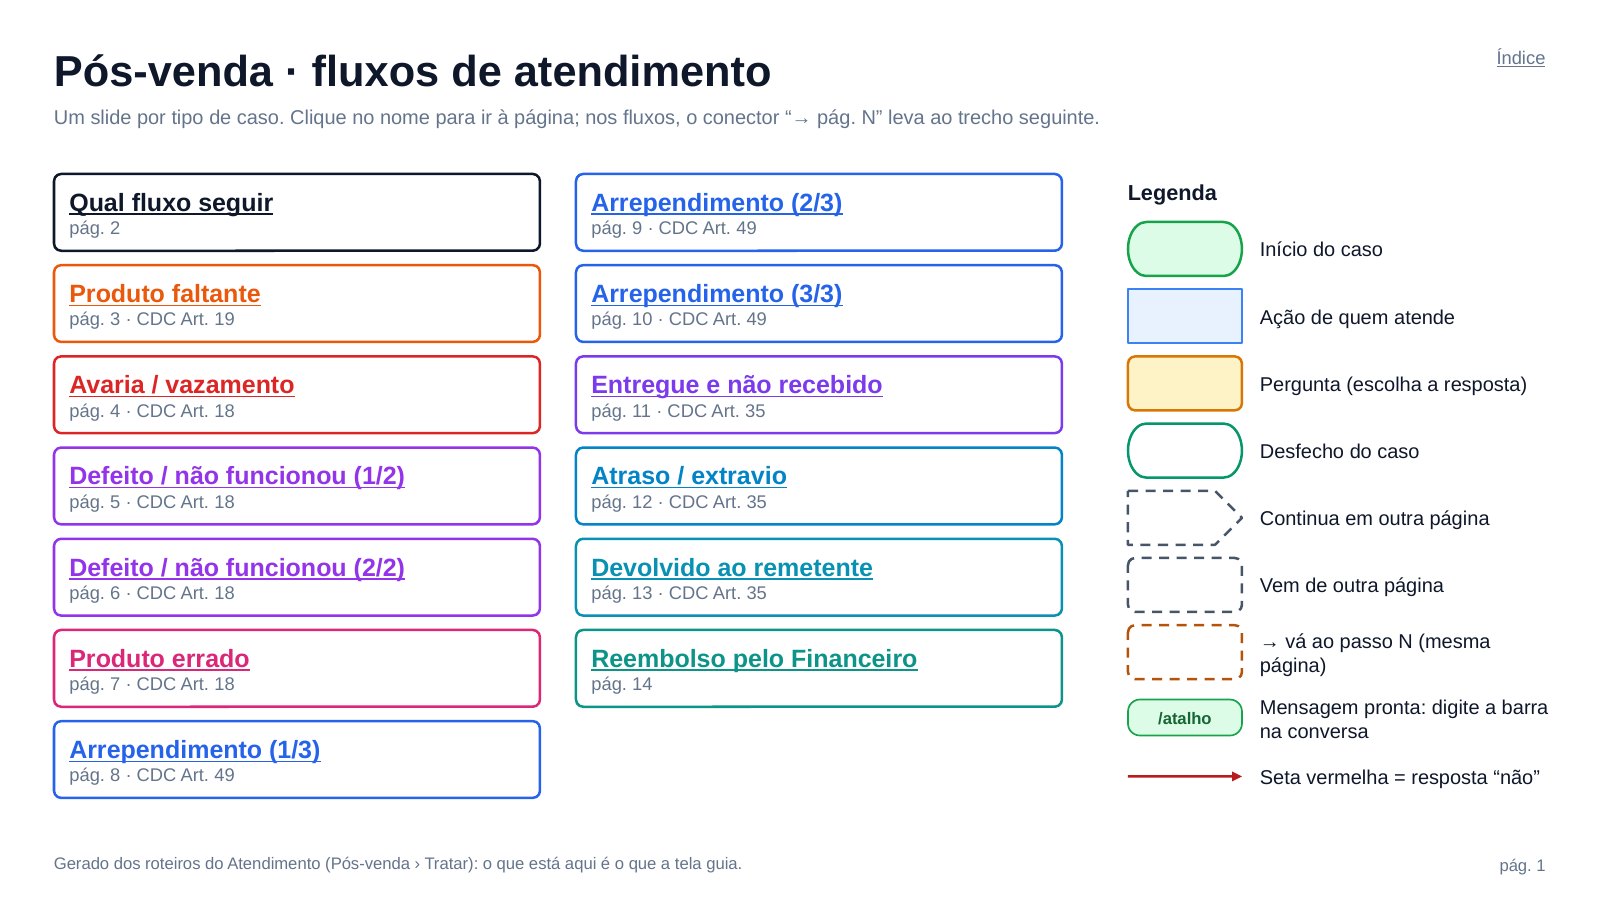 Pós-venda · fluxos de atendimento
Índice
Um slide por tipo de caso. Clique no nome para ir à página; nos fluxos, o conector “→ pág. N” leva ao trecho seguinte.
Qual fluxo seguir
pág. 2
Produto faltante
pág. 3 · CDC Art. 19
Avaria / vazamento
pág. 4 · CDC Art. 18
Defeito / não funcionou (1/2)
pág. 5 · CDC Art. 18
Defeito / não funcionou (2/2)
pág. 6 · CDC Art. 18
Produto errado
pág. 7 · CDC Art. 18
Arrependimento (1/3)
pág. 8 · CDC Art. 49
Arrependimento (2/3)
pág. 9 · CDC Art. 49
Arrependimento (3/3)
pág. 10 · CDC Art. 49
Entregue e não recebido
pág. 11 · CDC Art. 35
Atraso / extravio
pág. 12 · CDC Art. 35
Devolvido ao remetente
pág. 13 · CDC Art. 35
Reembolso pelo Financeiro
pág. 14
Legenda
Início do caso
Ação de quem atende
Pergunta (escolha a resposta)
Desfecho do caso
Continua em outra página
Vem de outra página
→ vá ao passo N (mesma
página)
/atalho
Mensagem pronta: digite a barra
na conversa
Seta vermelha = resposta “não”
Gerado dos roteiros do Atendimento (Pós-venda › Tratar): o que está aqui é o que a tela guia.
pág. 1